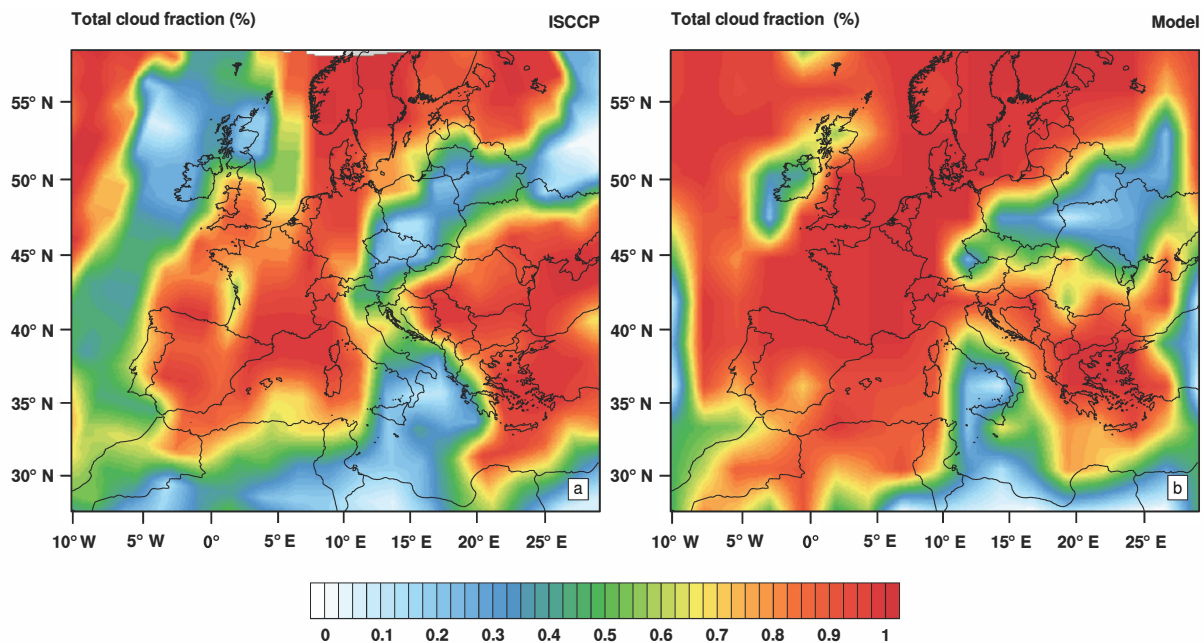 Total cloud fraction (%) ISCCP
Total cloud fraction (%) Model
55° N
50° N
45° N
40° N
35° N
30° N
a
10° W 5° W 0° 5° E 10° E 15° E 20° E 25° E
55° N
50° N
45° N
40° N
35° N
30° N
b
10° W 5° W 0° 5° E 10° E 15° E 20° E 25° E
0 0.1 0.2 0.3 0.4 0.5 0.6 0.7 0.8 0.9 1